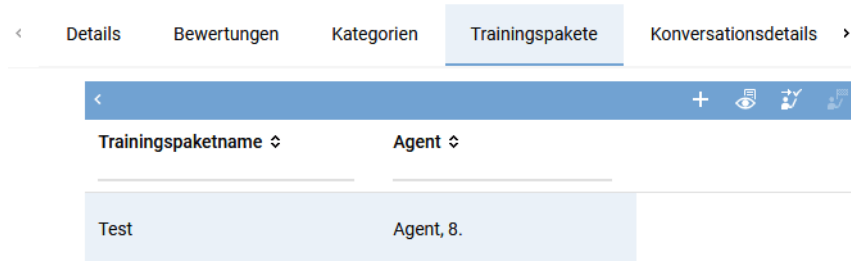 Details Bewertungen Kategorien Trainingspakete Konversationsdetails
Trainingspaketname Agent
Test Agent, 8.